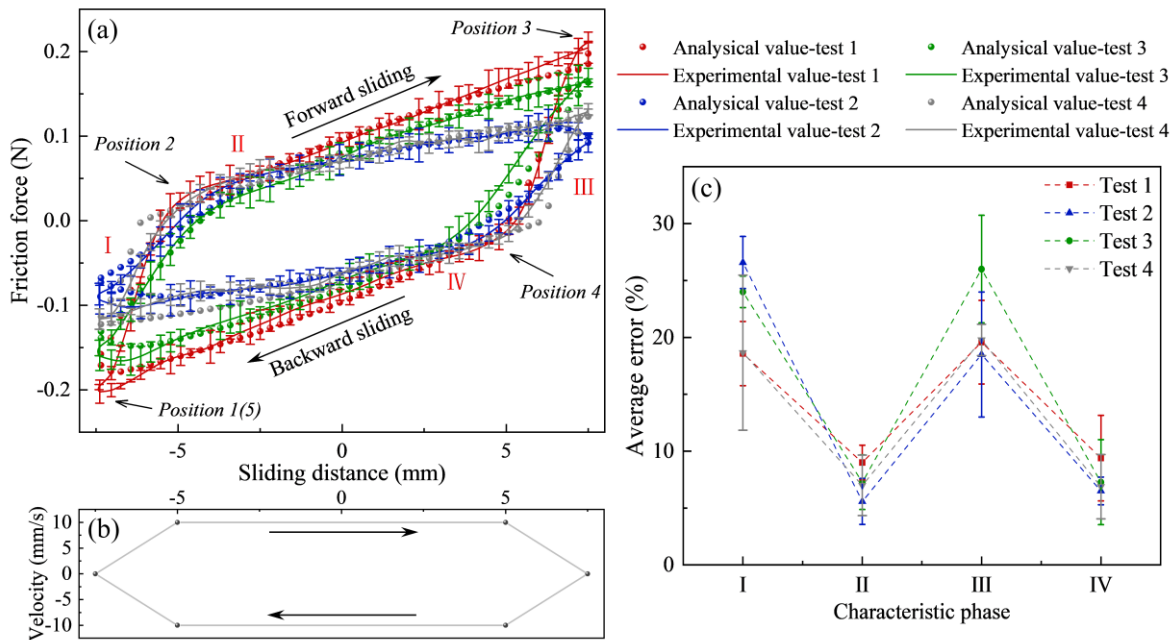 (a)
Position 3
Forward sliding
Position 2
II
III
I
IV
Position 4
Backward sliding
Position 1(5)
Friction force (N)
0.2
0.1
0.0
-0.1
-0.2
-5
0
5
Sliding distance (mm)
Analysical value-test 1
Experimental value-test 1
Analysical value-test 2
Experimental value-test 2
Analysical value-test 3
Experimental value-test 3
Analysical value-test 4
Experimental value-test 4
-5
0
5
(b)
Velocity (mm/s)
10
5
0
-5
-10
(c)
Test 1
Test 2
Test 3
Test 4
Average error (%)
30
20
10
0
I
II
III
IV
Characteristic phase